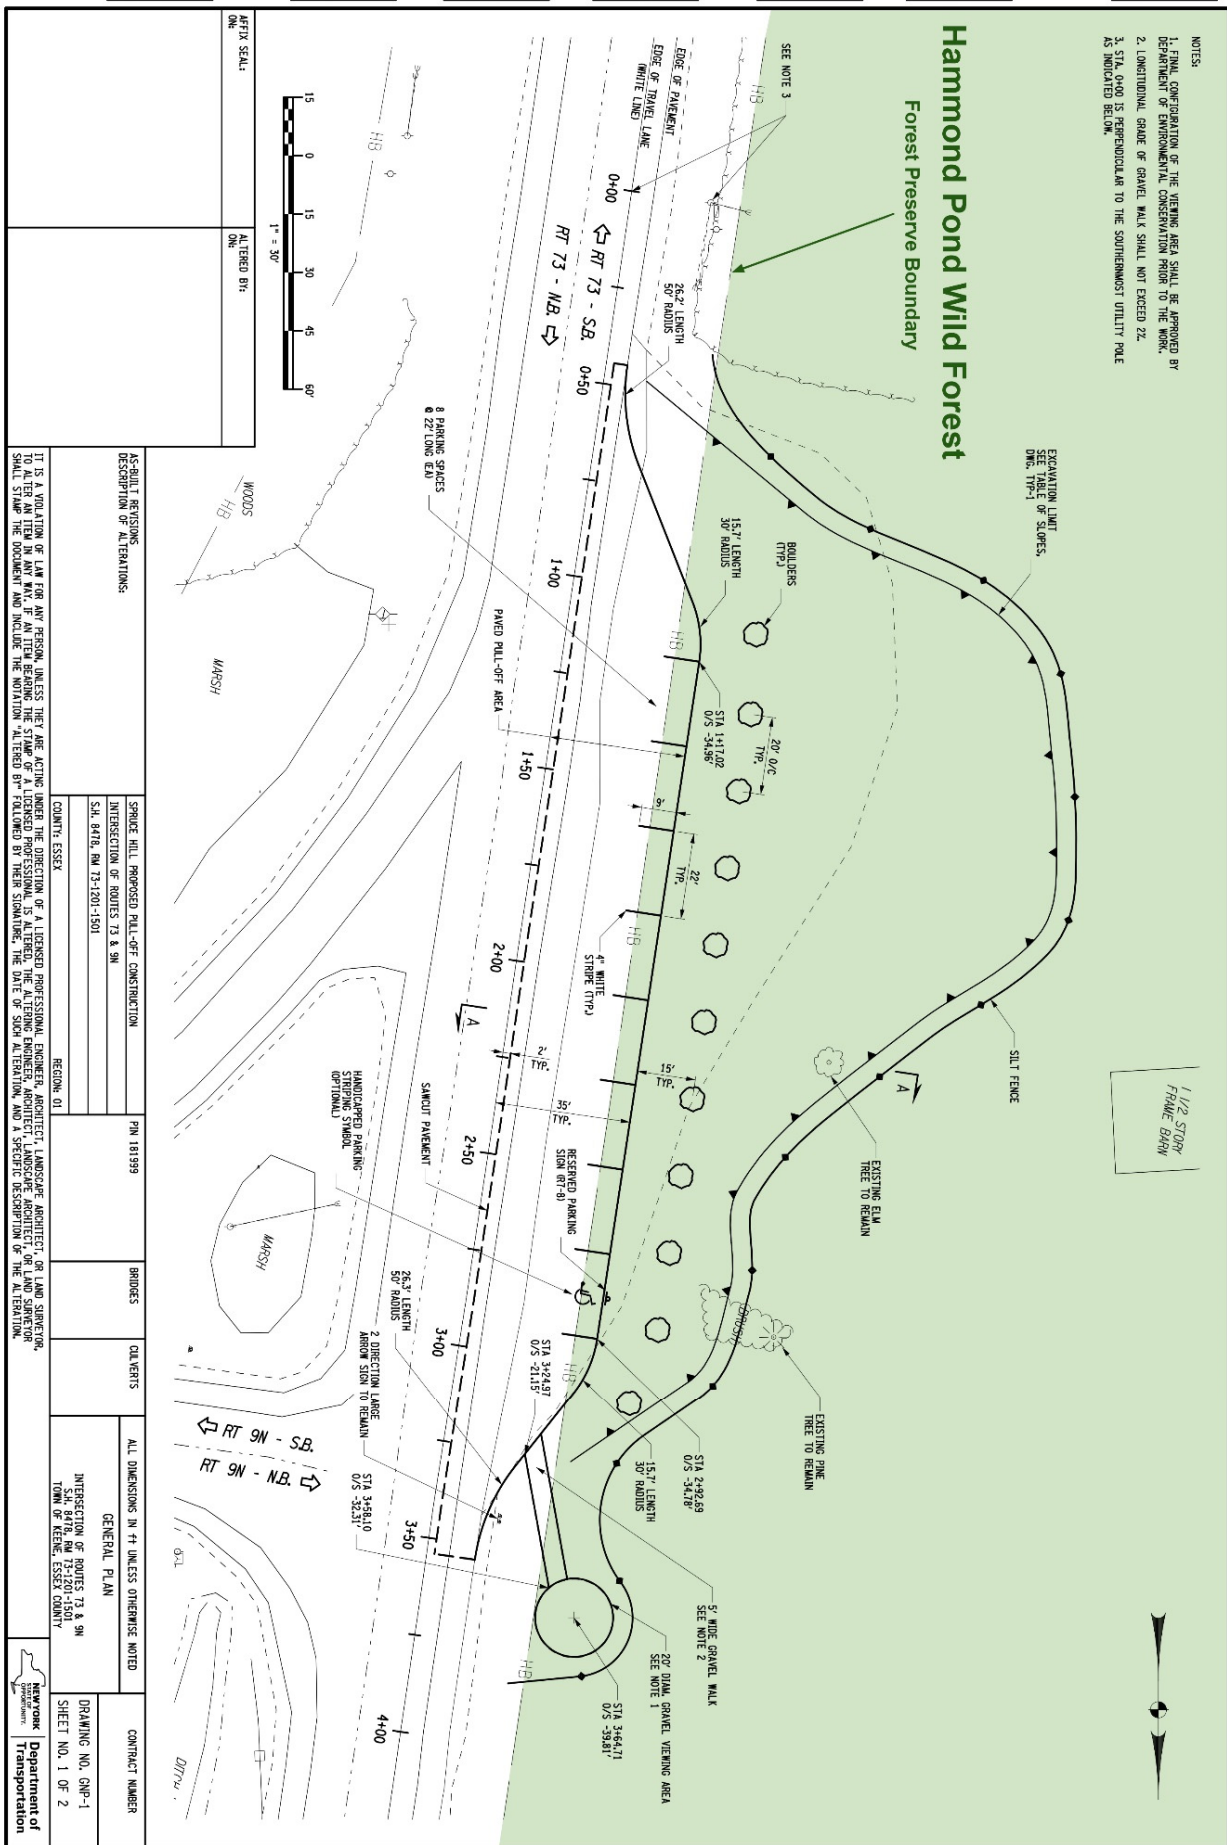 NOTES:
1. FINAL CONFIGURATION OF THE VIEWING AREA SHALL BE APPROVED BY
DEPARTMENT OF ENVIRONMENTAL CONSERVATION PRIOR TO THE WORK.
2. LONGITUDINAL GRADE OF GRAVEL WALK SHALL NOT EXCEED 2%
3. STA. 0+00 IS PERPENDICULAR TO THE SOUTHERNMOST UTILITY POLE
AS INDICATED BELOW.
Hammond Pond Wild Forest
Forest Preserve Boundary
SEE NOTE 3
EDGE OF PAVEMENT
EDGE OF TRAVEL LANE
(WHITE LINE)
HB
HB
0+00
RT 73 - S.B.
RT 73 - N.B.
26.2' LENGTH
50' RADIUS
0+50
EXCAVATION LIMIT
SEE TABLE OF SLOPES,
DWG. TYP-1
BOULDERS
(TYP.)
15.7' LENGTH
30' RADIUS
HB
8 PARKING SPACES
@ 22' LONG (EA)
1+00
PAVED PULL-OFF AREA
STA 1+17.02
O/S -34.96'
20' O/C
TYP.
1+50
9'
22'
TYP.
4" WHITE
STRIPE (TYP.)
HB
2+00
A
SILT FENCE
1 1/2 STORY
FRAME BARN
A
2'
TYP.
15'
TYP.
35'
TYP.
2+50
SAWCUT PAVEMENT
HANDICAPPED PARKING
STRIPING SYMBOL
(OPTIONAL)
RESERVED PARKING
SIGN (R7-8)
EXISTING ELM
TREE TO REMAIN
BRUSH
EXISTING PINE
TREE TO REMAIN
26.3' LENGTH
50' RADIUS
3+00
2 DIRECTION LARGE
ARROW SIGN TO REMAIN
STA 3+24.97
O/S -21.15'
HB
STA 2+92.69
O/S -34.78'
15.7' LENGTH
30' RADIUS
STA 3+58.10
O/S -32.31'
3+50
5' WIDE GRAVEL WALK
SEE NOTE 2
20' DIAM. GRAVEL VIEWING AREA
SEE NOTE 1
STA 3+64.71
O/S -39.81'
HB
4+00
WOODS
HB
MARSH
MARSH
RT 9N - S.B.
RT 9N - N.B.
DITCH
15 0 15 30 45 60'
1" = 30'
AFFIX SEAL:
ON:
ALTERED BY:
ON:
AS-BUILT REVISIONS
DESCRIPTION OF ALTERATIONS:
SPRUCE HILL PROPOSED PULL-OFF CONSTRUCTION
INTERSECTION OF ROUTES 73 & 9N
S.H. 8478, RM 73-1201-1501
COUNTY: ESSEX
REGION: 01
PIN 181999
BRIDGES
CULVERTS
ALL DIMENSIONS IN ft UNLESS OTHERWISE NOTED
GENERAL PLAN
INTERSECTION OF ROUTES 73 & 9N
S.H. 8478, RM 73-1201-1501
TOWN OF KEENE, ESSEX COUNTY
CONTRACT NUMBER
DRAWING NO. GNP-1
SHEET NO. 1 OF 2
IT IS A VIOLATION OF LAW FOR ANY PERSON, UNLESS THEY ARE ACTING UNDER THE DIRECTION OF A LICENSED PROFESSIONAL ENGINEER, ARCHITECT, LANDSCAPE ARCHITECT, OR LAND SURVEYOR,
TO ALTER AN ITEM IN ANY WAY. IF AN ITEM BEARING THE STAMP OF A LICENSED PROFESSIONAL IS ALTERED, THE ALTERING ENGINEER, ARCHITECT, LANDSCAPE ARCHITECT, OR LAND SURVEYOR
SHALL STAMP THE DOCUMENT AND INCLUDE THE NOTATION "ALTERED BY" FOLLOWED BY THEIR SIGNATURE, THE DATE OF SUCH ALTERATION, AND A SPECIFIC DESCRIPTION OF THE ALTERATION.
NEW YORK
STATE OF
OPPORTUNITY.
Department of
Transportation